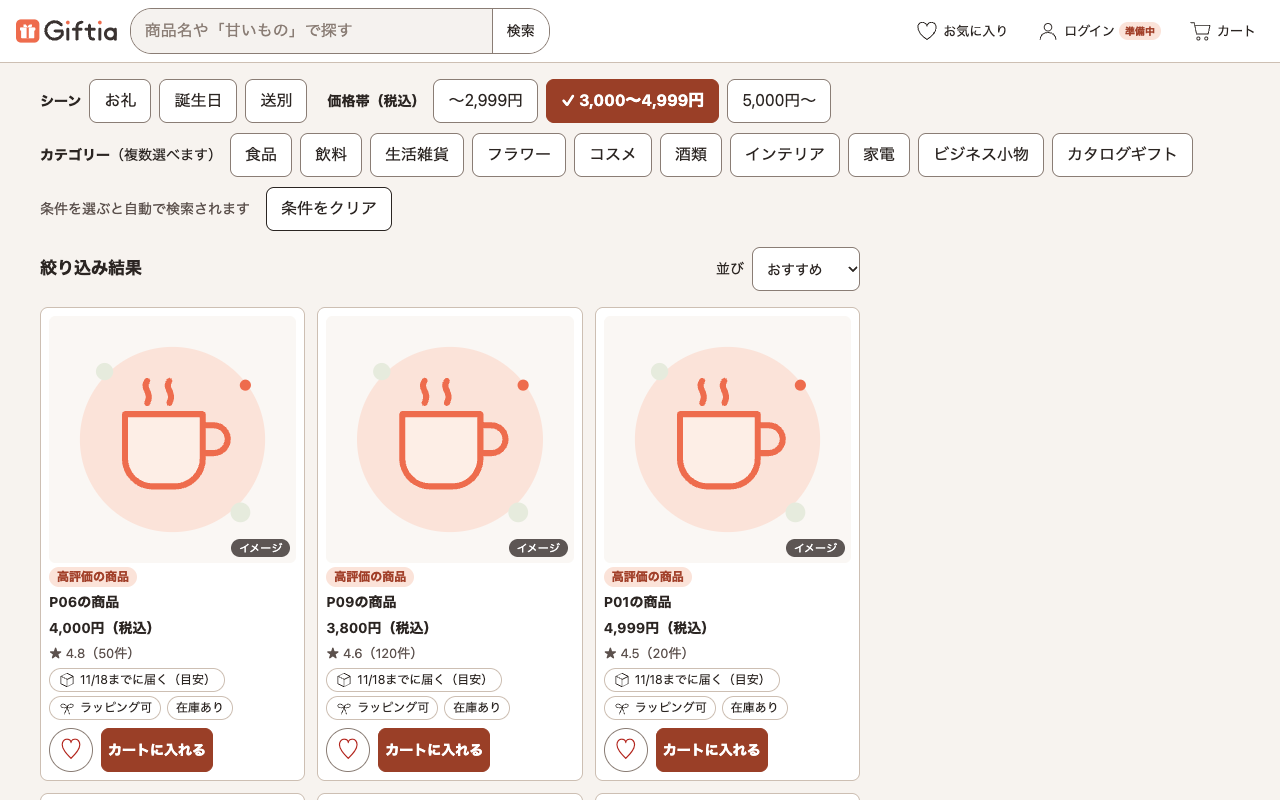 Giftia
商品名や「甘いもの」で探す
検索
お気に入り
ログイン 準備中
カート
シーン お礼 誕生日 送別 価格帯（税込） 〜2,999円 3,000〜4,999円 5,000円〜
カテゴリー（複数選べます） 食品 飲料 生活雑貨 フラワー コスメ 酒類 インテリア 家電 ビジネス小物 カタログギフト
条件を選ぶと自動で検索されます 条件をクリア
絞り込み結果
並び おすすめ
イメージ
高評価の商品
P06の商品
4,000円（税込）
★ 4.8（50件）
11/18までに届く（目安）
ラッピング可 在庫あり
カートに入れる
イメージ
高評価の商品
P09の商品
3,800円（税込）
★ 4.6（120件）
11/18までに届く（目安）
ラッピング可 在庫あり
カートに入れる
イメージ
高評価の商品
P01の商品
4,999円（税込）
★ 4.5（20件）
11/18までに届く（目安）
ラッピング可 在庫あり
カートに入れる